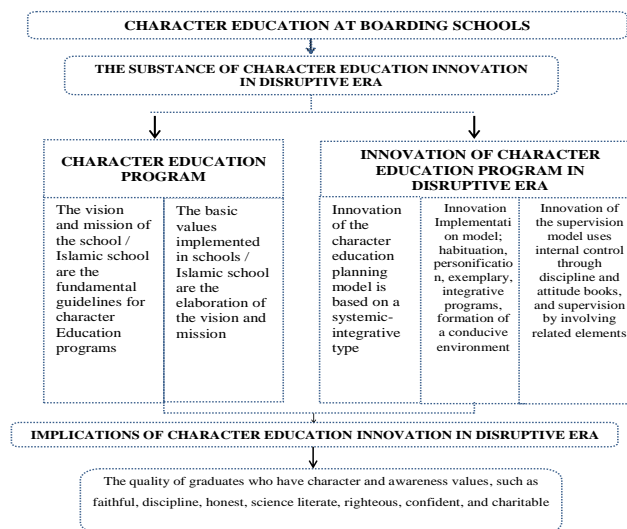 CHARACTER EDUCATION AT BOARDING SCHOOLS
THE SUBSTANCE OF CHARACTER EDUCATION INNOVATION
IN DISRUPTIVE ERA
CHARACTER EDUCATION
PROGRAM
The vision
and mission of
the school /
Islamic school
are the
fundamental
guidelines for
character
Education
programs
The basic
values
implemented
in schools /
Islamic school
are the
elaboration of
the vision and
mission
INNOVATION OF CHARACTER
EDUCATION PROGRAM IN
DISRUPTIVE ERA
Innovation
of the
character
education
planning
model is
based on a
systemic-
integrative
type
Innovation
Implementati
on model;
habituation,
personificatio
n, exemplary,
integrative
programs,
formation of
a conducive
environment
Innovation of
the supervision
model uses
internal control
through
discipline and
attitude books,
and supervision
by involving
related elements
IMPLICATIONS OF CHARACTER EDUCATION INNOVATION IN DISRUPTIVE ERA
The quality of graduates who have character and awareness values, such as
faithful, discipline, honest, science literate, righteous, confident, and charitable